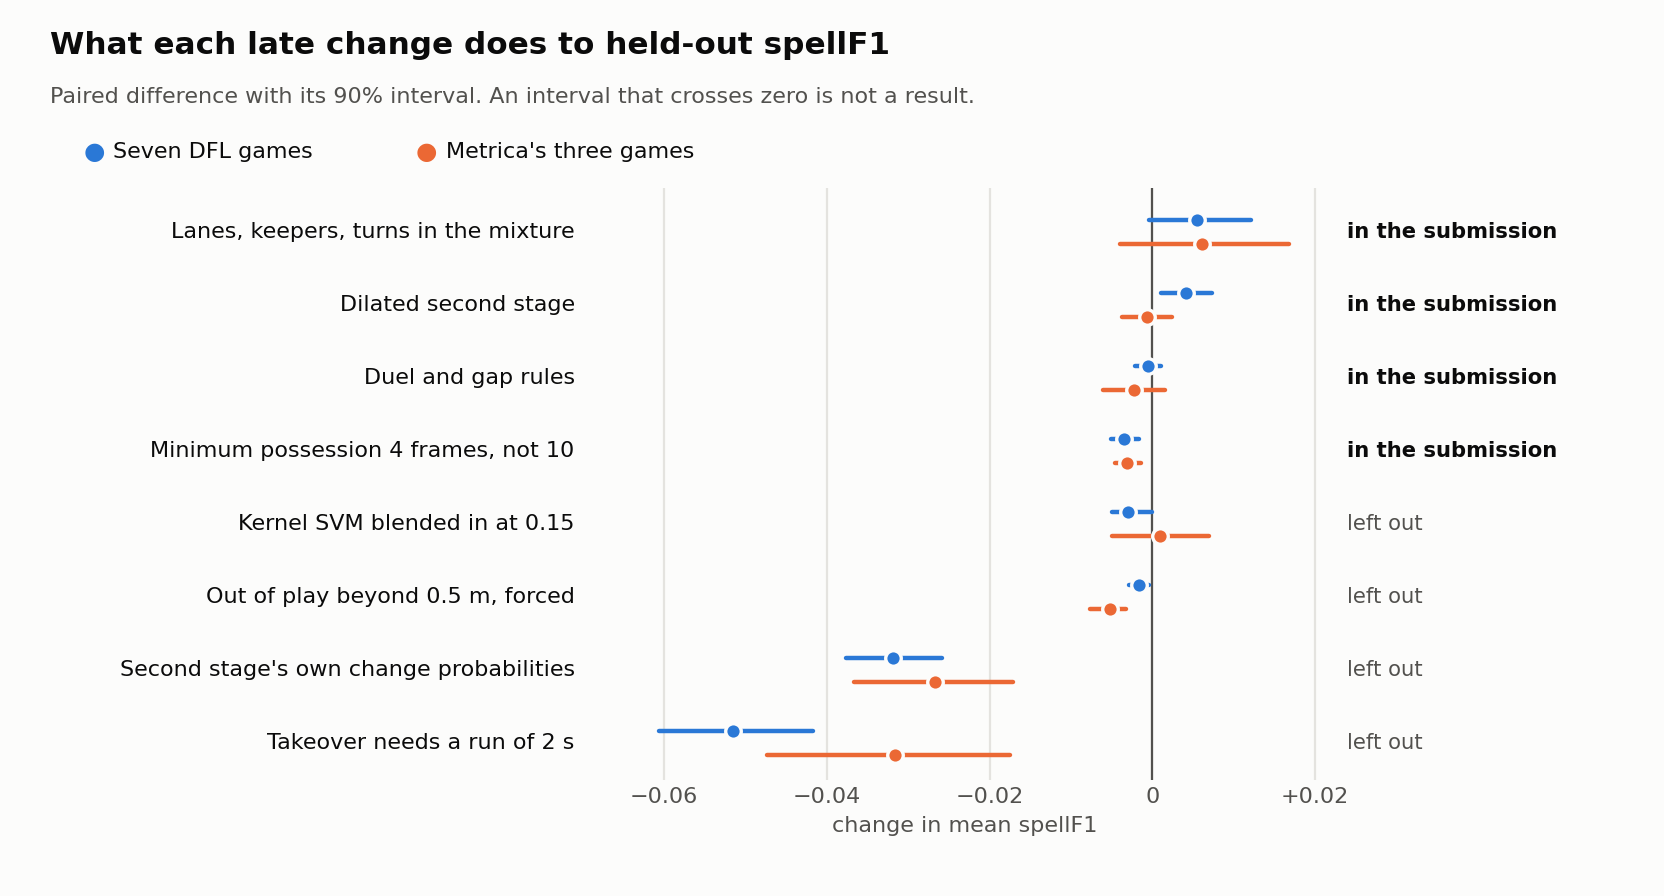 What each late change does to held-out spellF1
Paired difference with its 90% interval. An interval that crosses zero is not a result.
Seven DFL games
Metrica's three games
Lanes, keepers, turns in the mixture
in the submission
Dilated second stage
in the submission
Duel and gap rules
in the submission
Minimum possession 4 frames, not 10
in the submission
Kernel SVM blended in at 0.15
left out
Out of play beyond 0.5 m, forced
left out
Second stage's own change probabilities
left out
Takeover needs a run of 2 s
left out
−0.06 −0.04 −0.02 0 +0.02
change in mean spellF1